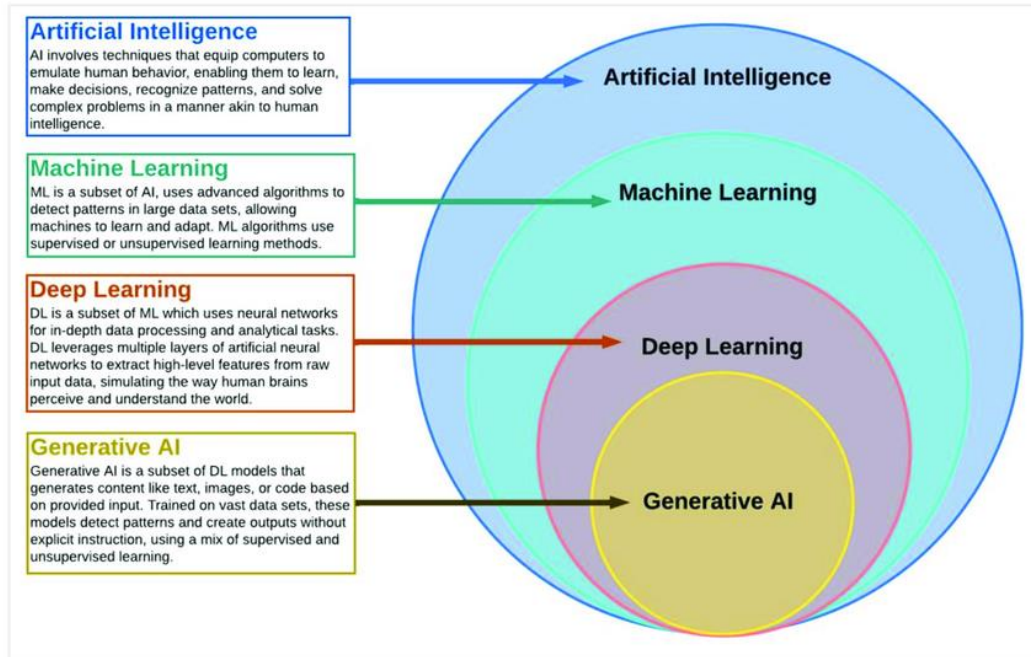 Artificial Intelligence
AI involves techniques that equip computers to
emulate human behavior, enabling them to learn,
make decisions, recognize patterns, and solve
complex problems in a manner akin to human
intelligence.
Machine Learning
ML is a subset of AI, uses advanced algorithms to
detect patterns in large data sets, allowing
machines to learn and adapt. ML algorithms use
supervised or unsupervised learning methods.
Deep Learning
DL is a subset of ML which uses neural networks
for in-depth data processing and analytical tasks.
DL leverages multiple layers of artificial neural
networks to extract high-level features from raw
input data, simulating the way human brains
perceive and understand the world.
Generative AI
Generative AI is a subset of DL models that
generates content like text, images, or code based
on provided input. Trained on vast data sets, these
models detect patterns and create outputs without
explicit instruction, using a mix of supervised and
unsupervised learning.
Artificial Intelligence
Machine Learning
Deep Learning
Generative AI